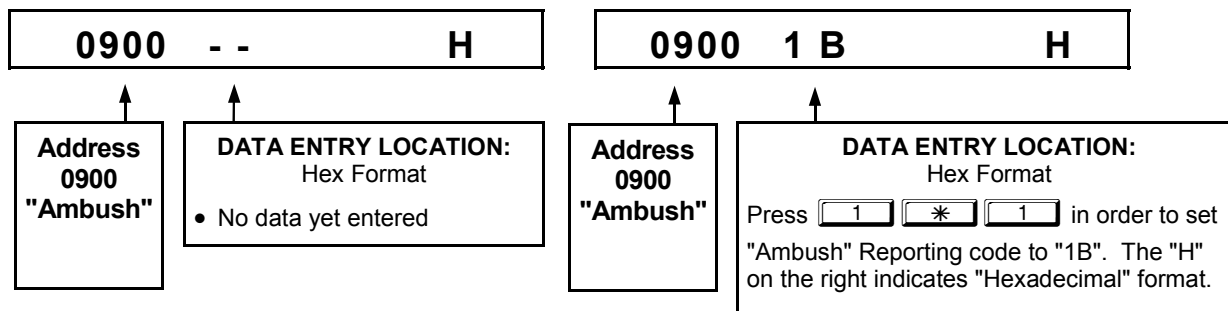 0900 - - H
0900 1 B H
Address
0900
"Ambush"
DATA ENTRY LOCATION:
Hex Format
• No data yet entered
Address
0900
"Ambush"
DATA ENTRY LOCATION:
Hex Format
Press 1 * 1 in order to set
"Ambush" Reporting code to "1B". The "H"
on the right indicates "Hexadecimal" format.